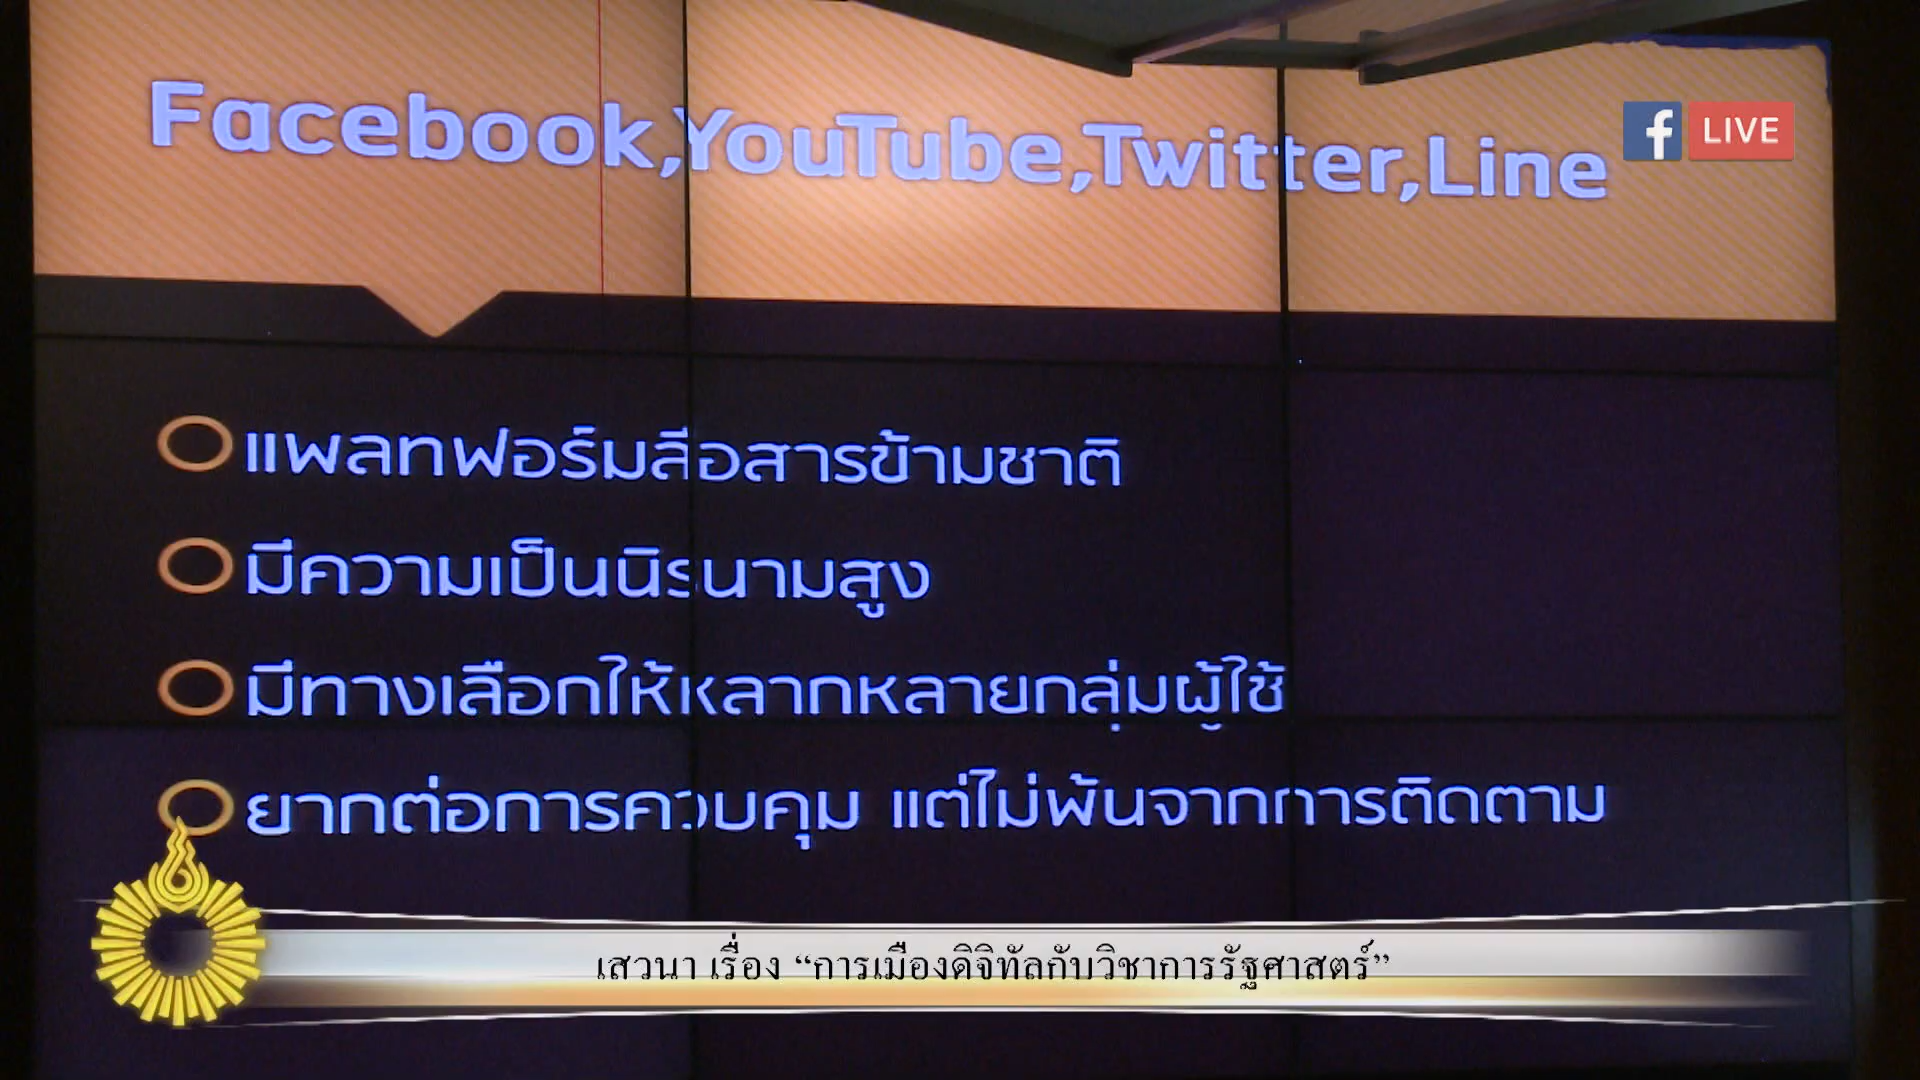 Facebook,YouTube,Twitter,Line
f LIVE
แพลทฟอร์มสื่อสารข้ามชาติ
มีความเป็นนิรนามสูง
มีทางเลือกให้หลากหลายกลุ่มผู้ใช้
ยากต่อการควบคุม แต่ไม่พ้นจากการติดตาม
เสวนา เรื่อง “การเมืองดิจิทัลกับวิชาการรัฐศาสตร์”